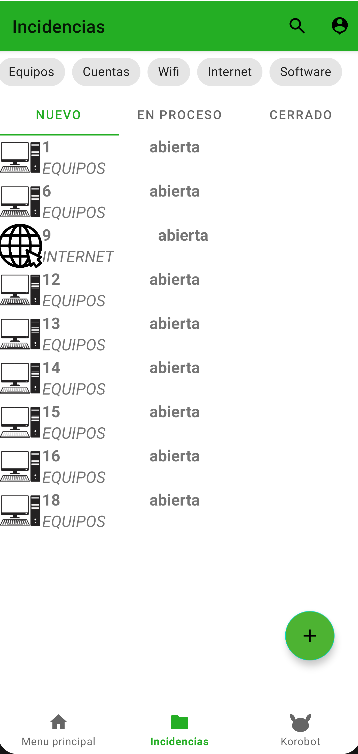 Incidencias
Equipos Cuentas Wifi Internet Software
NUEVO EN PROCESO CERRADO
1 abierta
EQUIPOS
6 abierta
EQUIPOS
9 abierta
INTERNET
12 abierta
EQUIPOS
13 abierta
EQUIPOS
14 abierta
EQUIPOS
15 abierta
EQUIPOS
16 abierta
EQUIPOS
18 abierta
EQUIPOS
+
Menu principal Incidencias Korobot